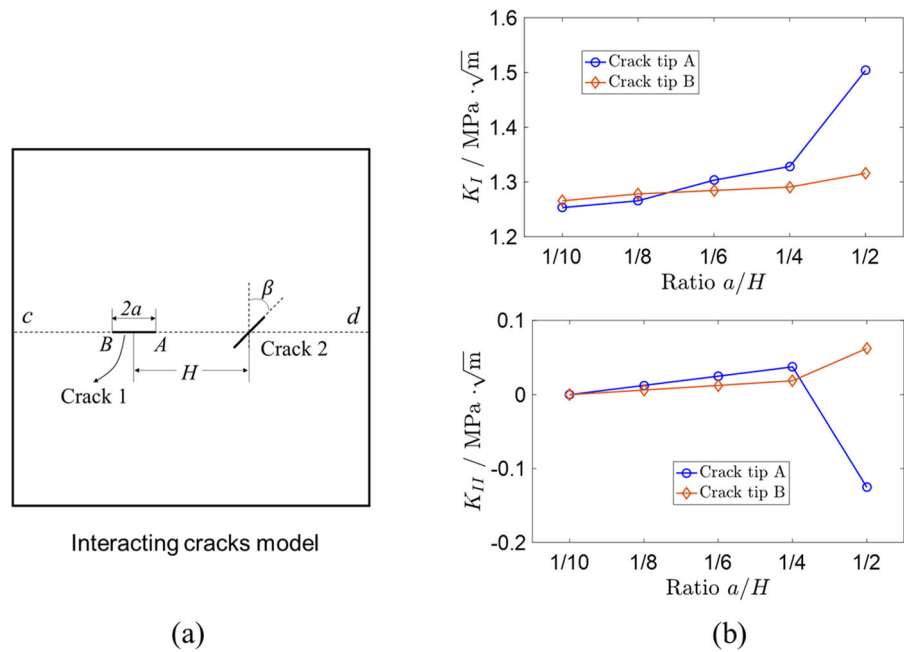 c
2a
β
d
B
A
Crack 2
H
Crack 1
Interacting cracks model
(a)
1.6
1.5
1.4
1.3
1.2
K_I / MPa · √m
Crack tip A
Crack tip B
1/10 1/8 1/6 1/4 1/2
Ratio a/H
0.1
0
-0.1
-0.2
K_II / MPa · √m
Crack tip A
Crack tip B
1/10 1/8 1/6 1/4 1/2
Ratio a/H
(b)